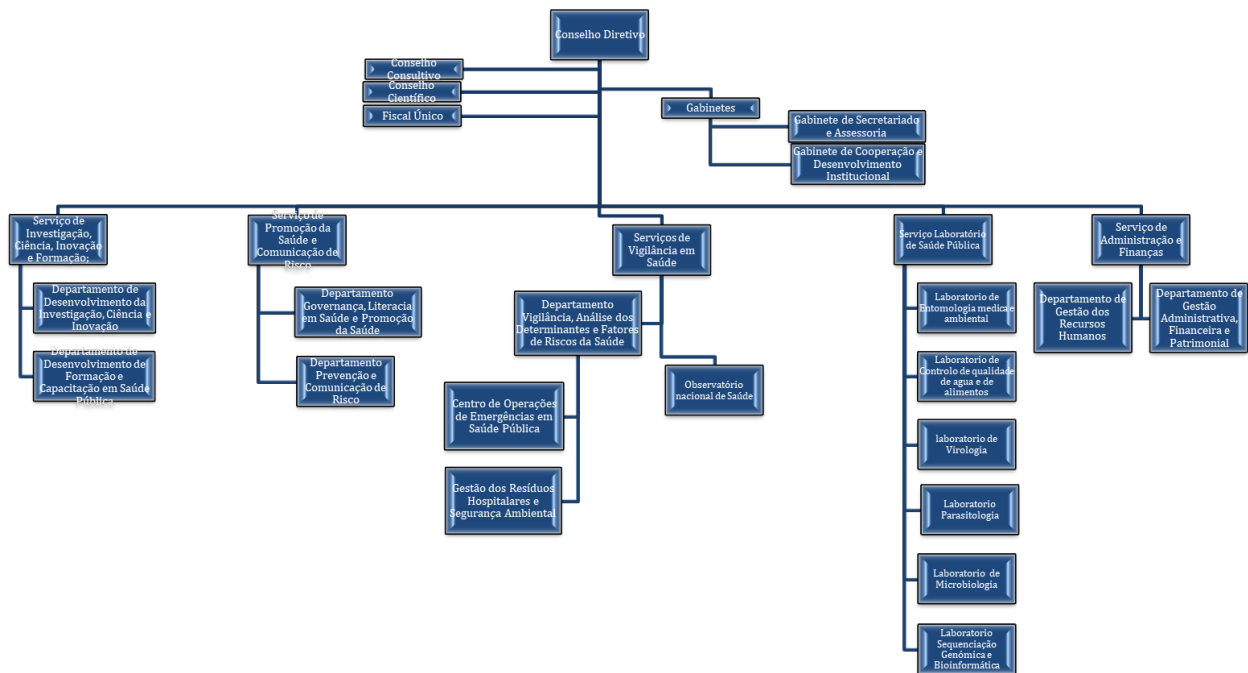 Conselho Diretivo
Conselho
Consultivo
Conselho
Científico
Fiscal Único
Gabinetes
Gabinete de Secretariado
e Assessoria
Gabinete de Cooperação e
Desenvolvimento
Institucional
Serviço de
Investigação,
Ciência, Inovação
e Formação;
Departamento de
Desenvolvimento da
Investigação, Ciência e
Inovação
Departamento de
Desenvolvimento de
Formação e
Capacitação em Saúde
Pública
Serviço de
Promoção da
Saúde e
Comunicação de
Risco
Departamento
Governança, Literacia
em Saúde e Promoção
da Saúde
Departamento
Prevenção e
Comunicação de
Risco
Serviços de
Vigilância em
Saúde
Departamento
Vigilância, Análise dos
Determinantes e Fatores
de Riscos da Saúde
Centro de Operações
de Emergências em
Saúde Pública
Gestão dos Resíduos
Hospitalares e
Segurança Ambiental
Observatório
nacional de Saúde
Serviço Laboratório
de Saúde Pública
Laboratorio de
Entomologia medica e
ambiental
Laboratorio de
Controlo de qualidade
de agua e de
alimentos
laboratorio de
Virologia
Laboratorio
Parasitologia
Laboratorio de
Microbiologia
Laboratorio
Sequenciação
Genómica e
Bioinformática
Serviço de
Administração e
Finanças
Departamento de
Gestão dos
Recursos
Humanos
Departamento de
Gestão
Administrativa,
Financeira e
Patrimonial